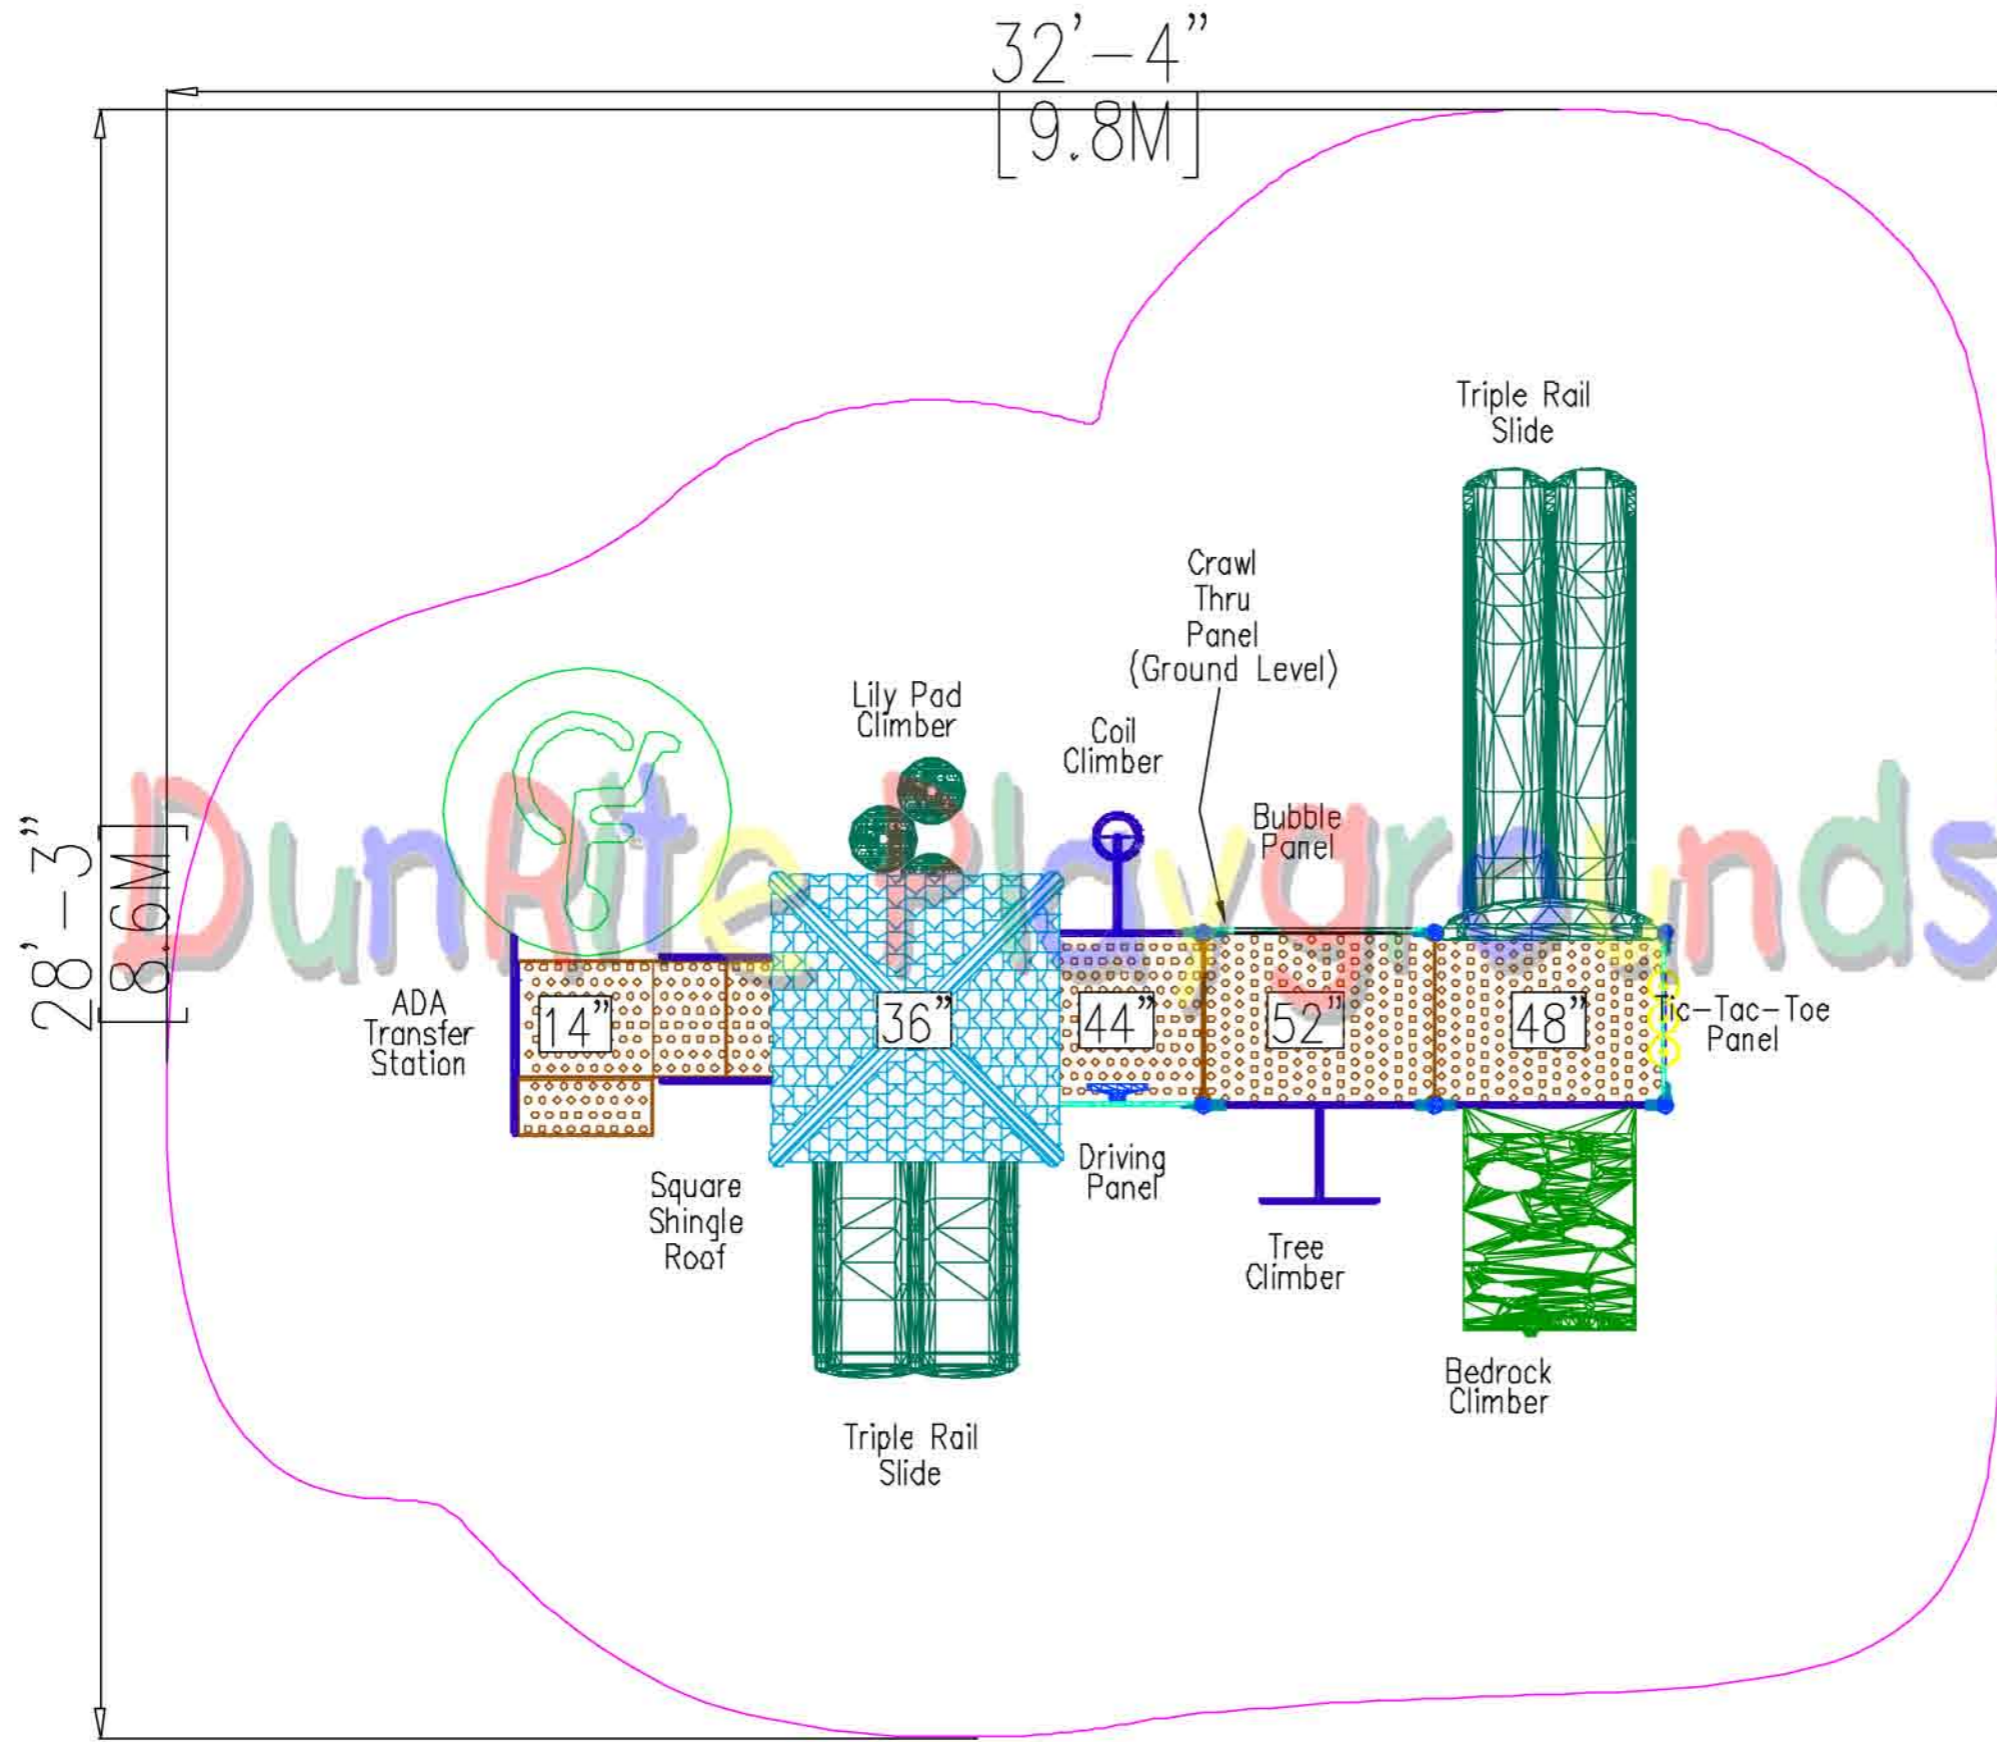 32'-4"
[9.8M]
Triple Rail
Slide
Crawl
Thru
Panel
(Ground Level)
Lily Pad
Climber
Coil
Climber
Bubble
Panel
DunRite Playgrounds
28'-3"
[8.6M]
ADA
Transfer
Station
14"
36"
44"
52"
48"
Tic-Tac-Toe
Panel
Driving
Panel
Square
Shingle
Roof
Tree
Climber
Bedrock
Climber
Triple Rail
Slide